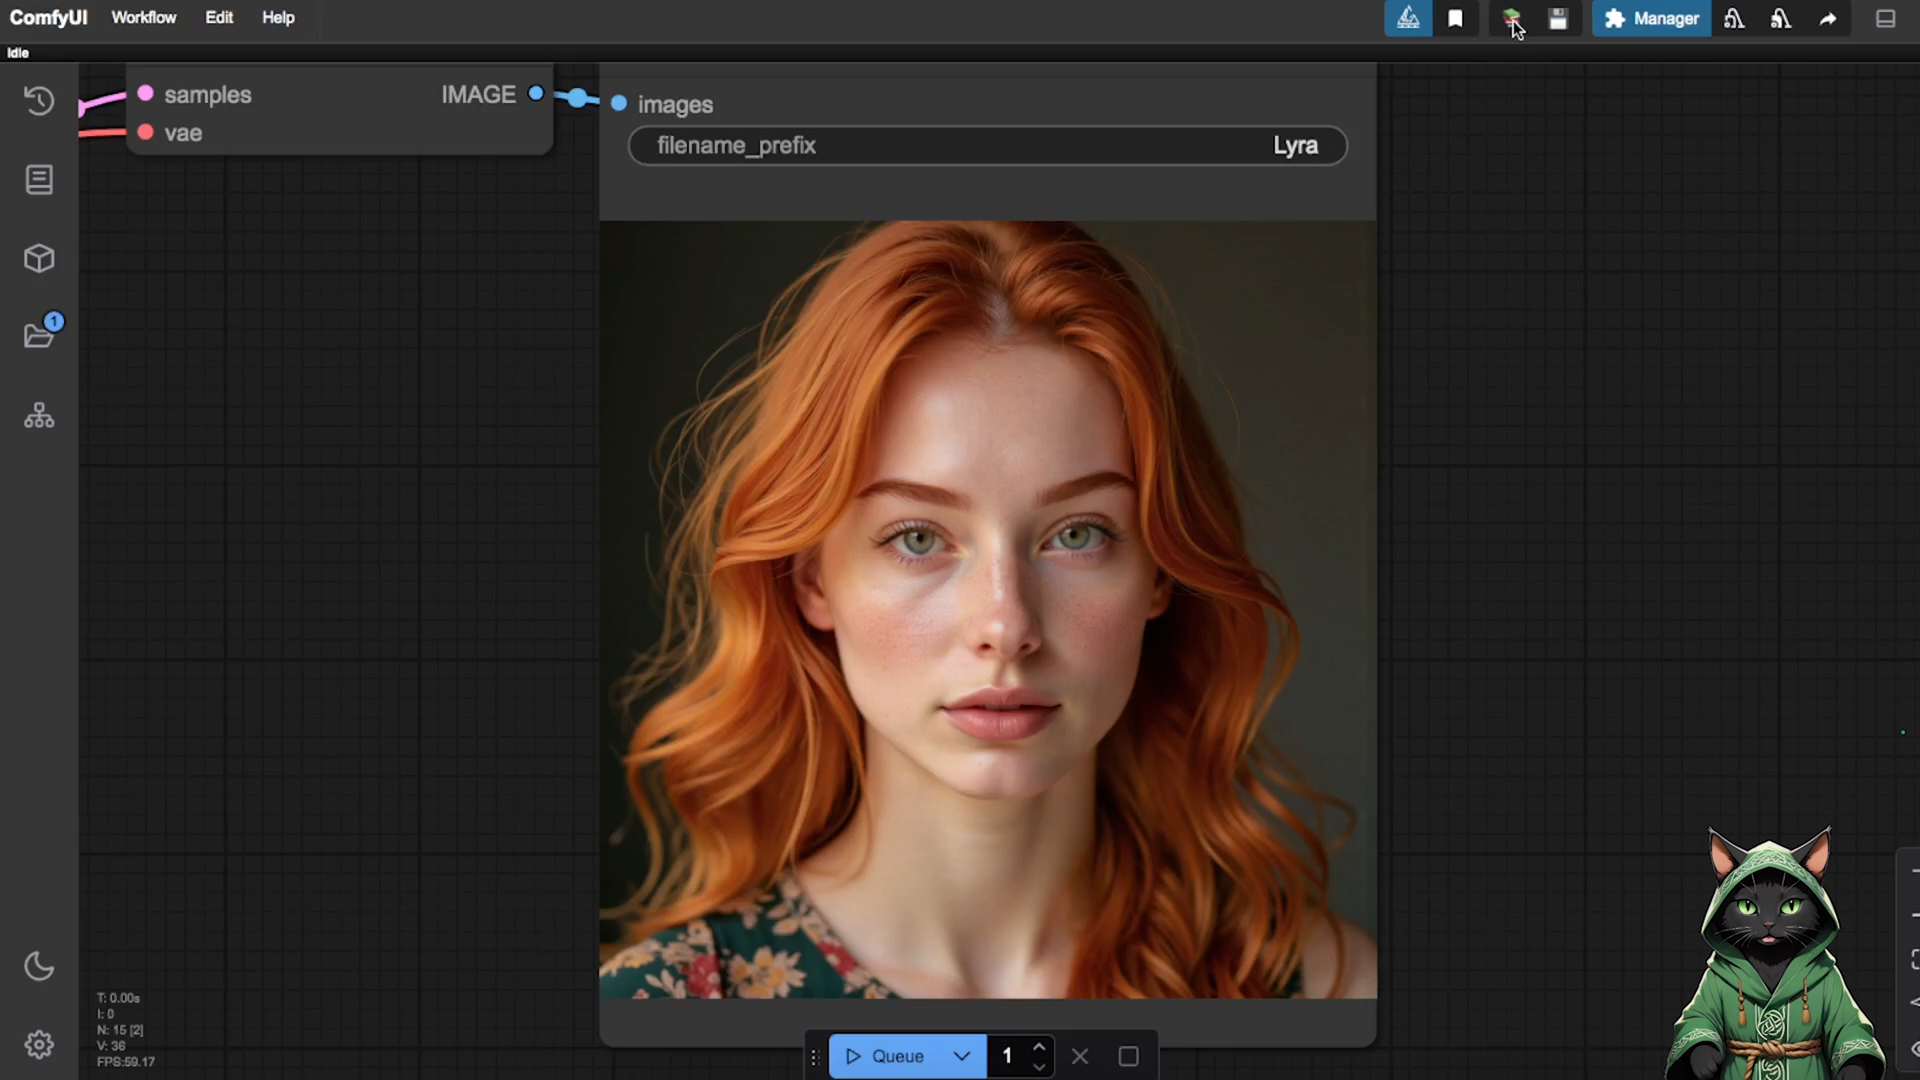 ComfyUI Workflow Edit Help
Manager
Idle
samples IMAGE
vae
images
filename_prefix Lyra
1
T: 0.00s
I: 0
N: 15 [2]
V: 36
FPS:59.17
Queue 1